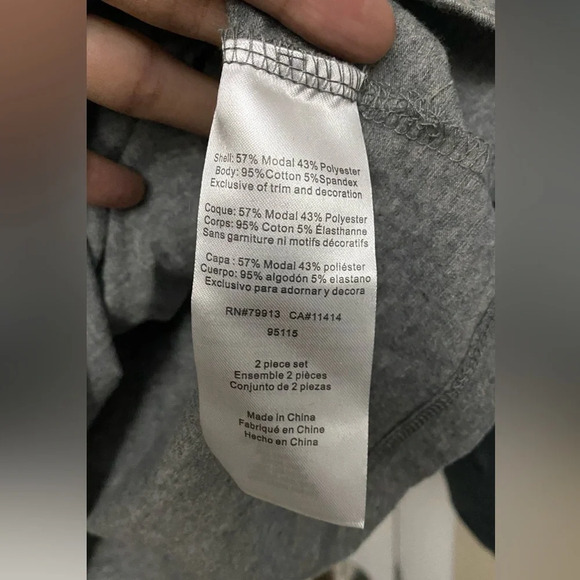 Shell: 57% Modal 43% Polyester
Body: 95%Cotton 5%Spandex
Exclusive of trim and decoration
Coque: 57% Modal 43% Polyester
Corps: 95% Coton 5% Élasthanne
Sans garniture ni motifs décoratifs
Capa : 57% Modal 43% poliéster
Cuerpo: 95% algodón 5% elastano
Exclusivo para adornar y decora
RN#79913 CA#11414
95115
2 piece set
Ensemble 2 pièces
Conjunto de 2 piezas
Made in China
Fabriqué en Chine
Hecho en China